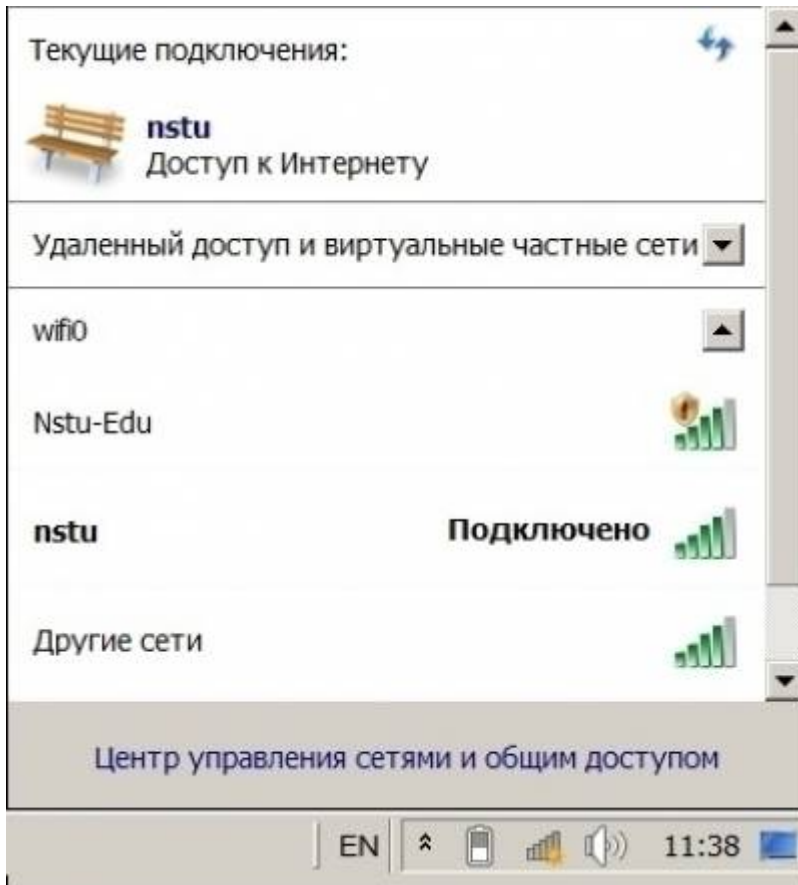 Текущие подключения:
nstu
Доступ к Интернету
Удаленный доступ и виртуальные частные сети
wifi0
Nstu-Edu
nstu Подключено
Другие сети
Центр управления сетями и общим доступом
EN 11:38